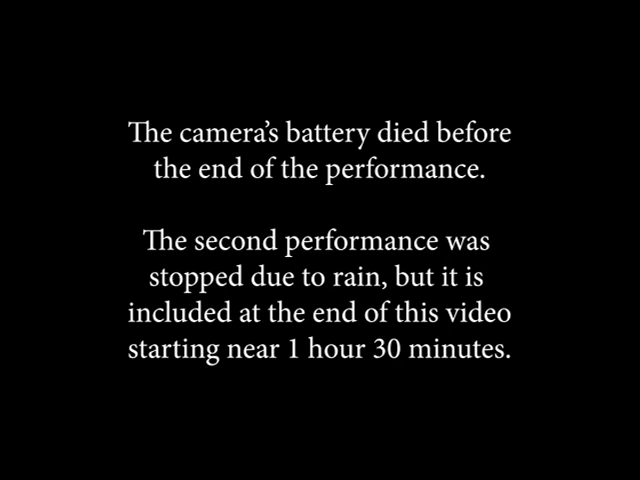 The camera's battery died before
the end of the performance.
The second performance was
stopped due to rain, but it is
included at the end of this video
starting near 1 hour 30 minutes.